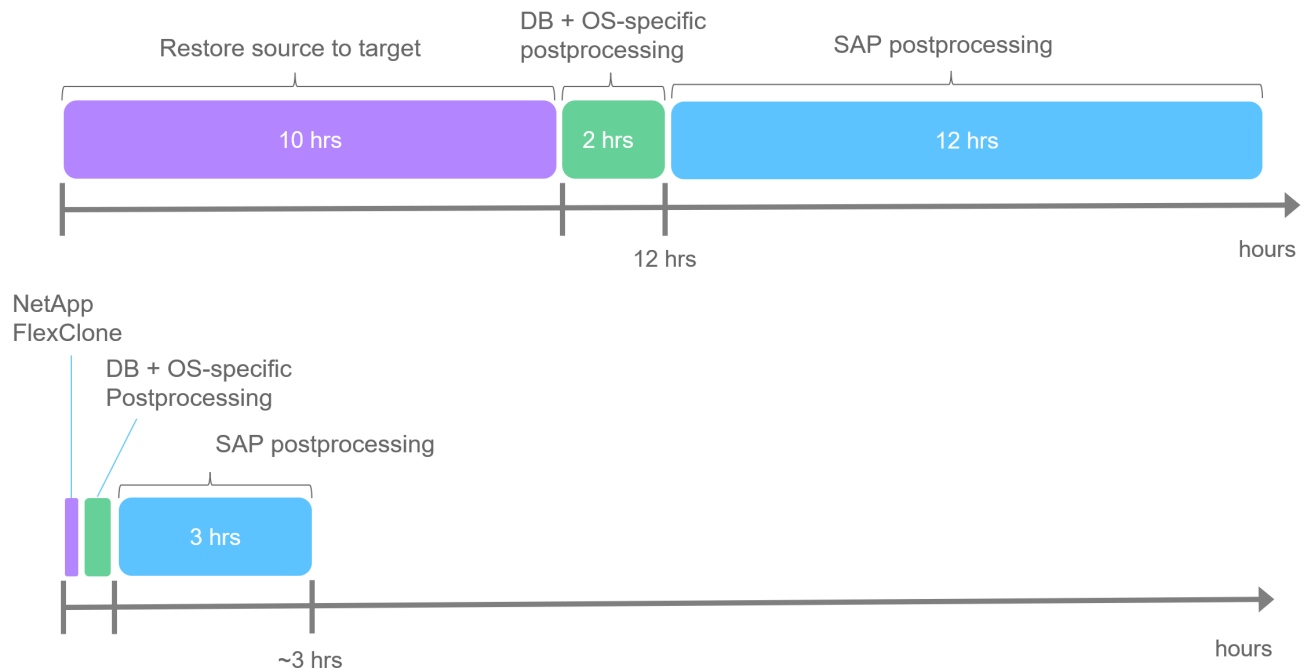 DB + OS-specific
postprocessing
Restore source to target
SAP postprocessing
10 hrs
2 hrs
12 hrs
12 hrs
hours
NetApp
FlexClone
DB + OS-specific
Postprocessing
SAP postprocessing
3 hrs
~3 hrs
hours